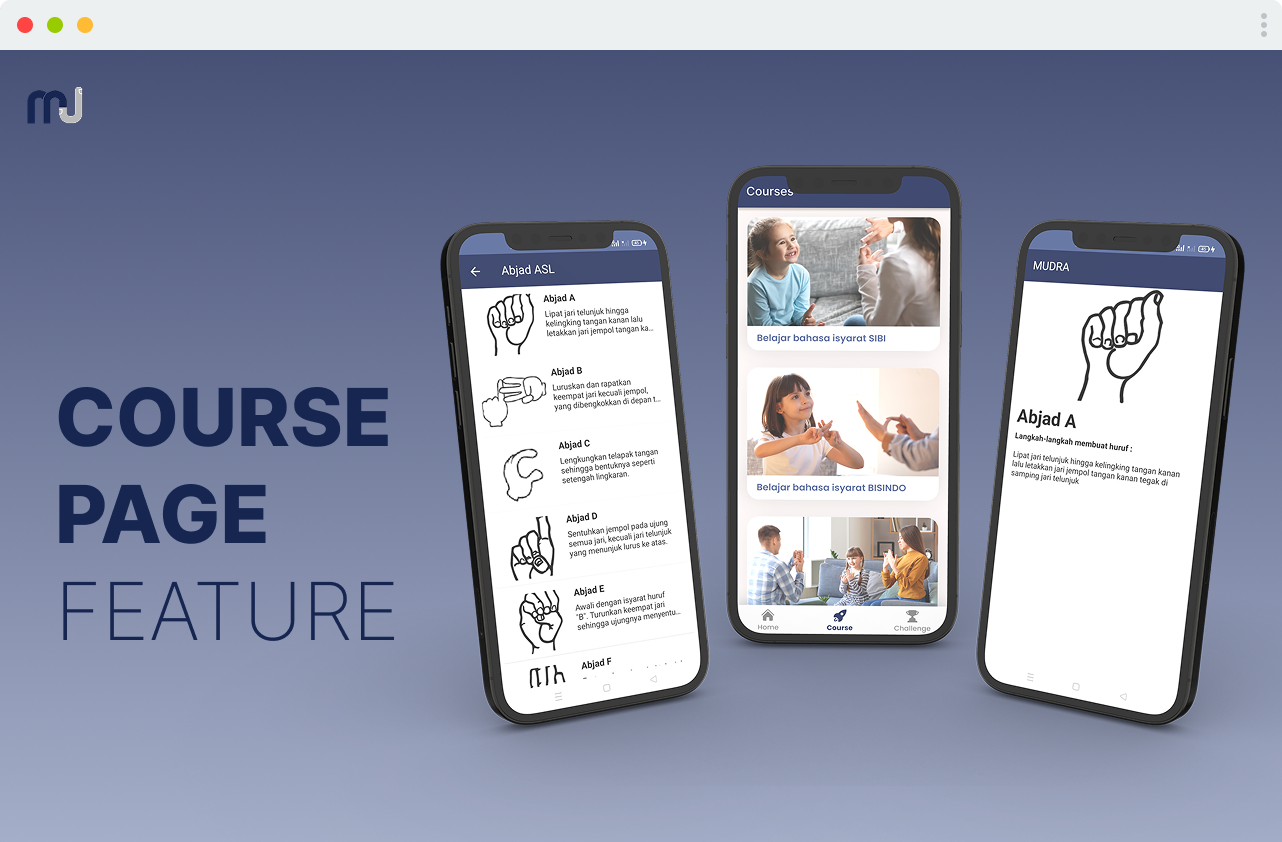 mJ
COURSE
PAGE
FEATURE
Abjad ASL
Abjad A
Lipat jari telunjuk hingga
kelingking tangan kanan lalu
letakkan jari jempol tangan ka...
Abjad B
Luruskan dan rapatkan
keempat jari kecuali jempol,
yang dibengkokkan di depan t...
Abjad C
Lengkungkan telapak tangan
sehingga bentuknya seperti
setengah lingkaran.
Abjad D
Sentuhkan jempol pada ujung
semua jari, kecuali jari telunjuk
yang menunjuk lurus ke atas.
Abjad E
Awali dengan isyarat huruf
"B". Turunkan keempat jari
sehingga ujungnya menyentu...
Abjad F
Courses
Belajar bahasa isyarat SIBI
Belajar bahasa isyarat BISINDO
Home
Course
Challenge
MUDRA
Abjad A
Langkah-langkah membuat huruf :
Lipat jari telunjuk hingga kelingking tangan kanan
lalu letakkan jari jempol tangan kanan tegak di
samping jari telunjuk